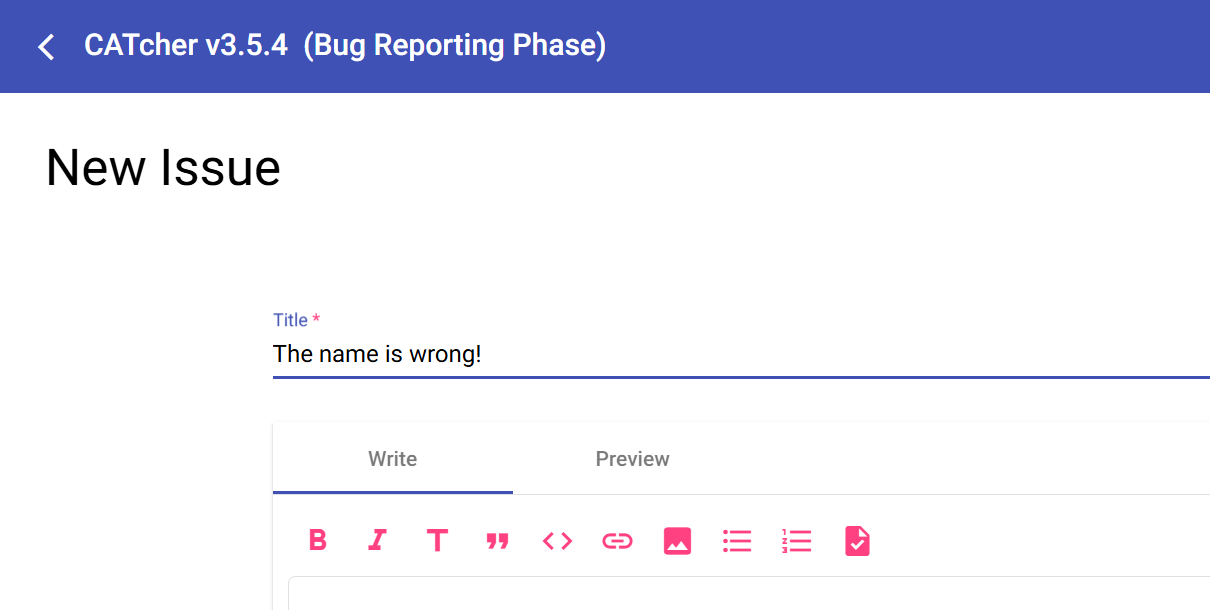 CATcher v3.5.4 (Bug Reporting Phase)
New Issue
Title *
The name is wrong!
Write Preview